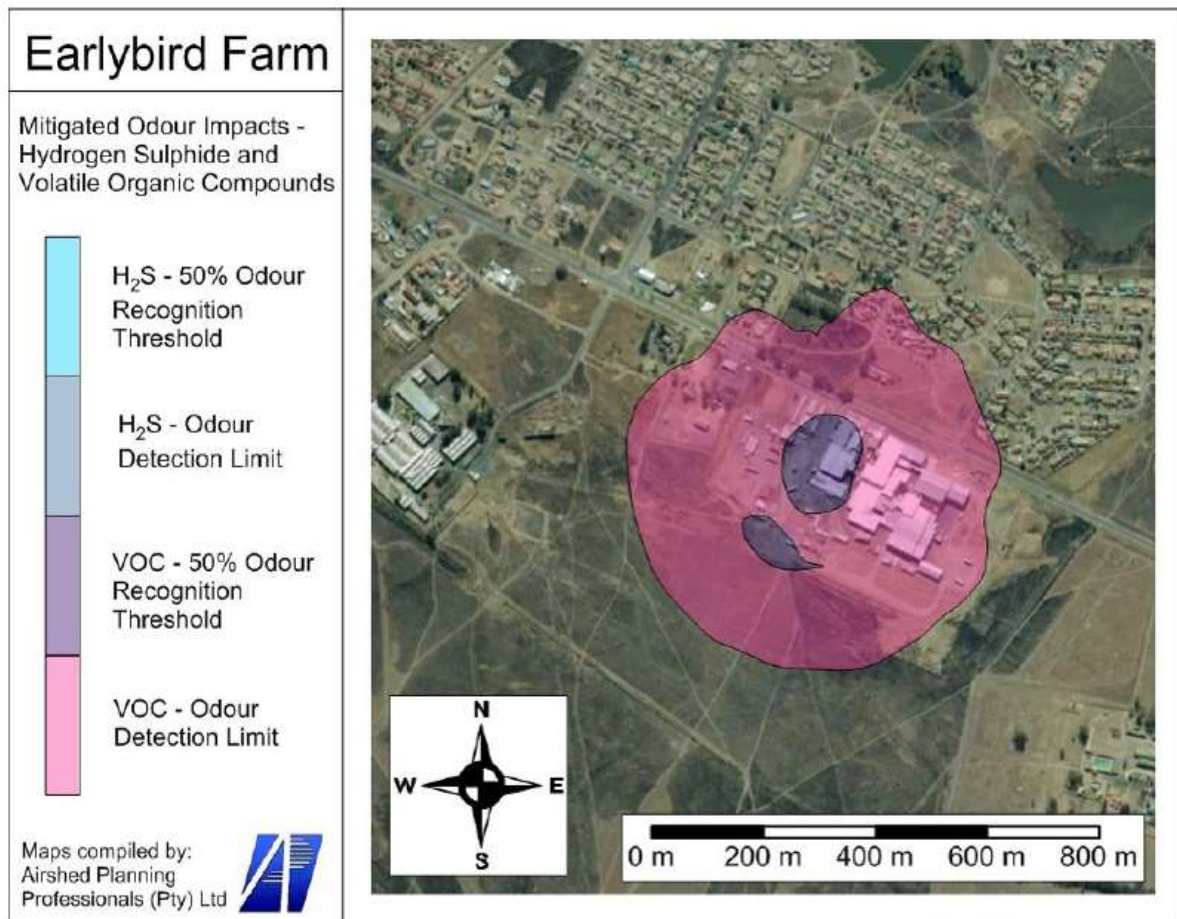 Earlybird Farm
Mitigated Odour Impacts -
Hydrogen Sulphide and
Volatile Organic Compounds
H₂S - 50% Odour
Recognition
Threshold
H₂S - Odour
Detection Limit
VOC - 50% Odour
Recognition
Threshold
VOC - Odour
Detection Limit
Maps compiled by:
Airshed Planning
Professionals (Pty) Ltd
N
W E
S
0 m 200 m 400 m 600 m 800 m